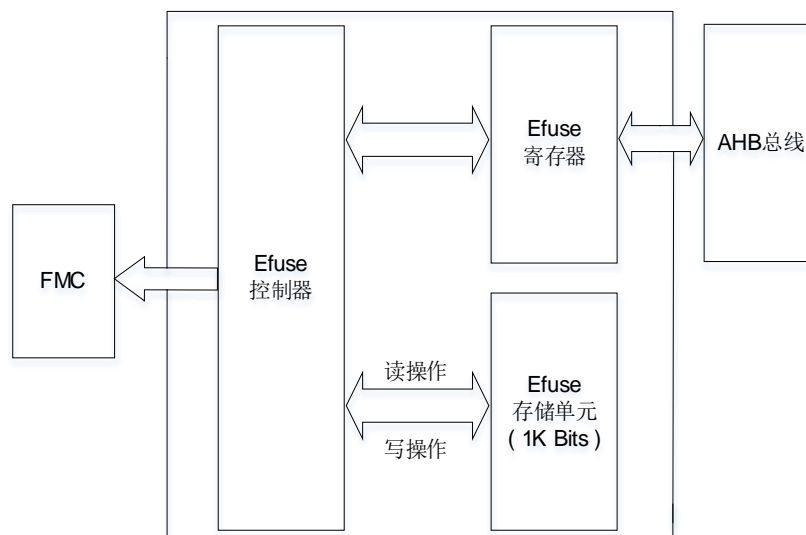 Efuse
寄存器
AHB总线
FMC
Efuse
控制器
读操作
写操作
Efuse
存储单元
( 1K Bits )